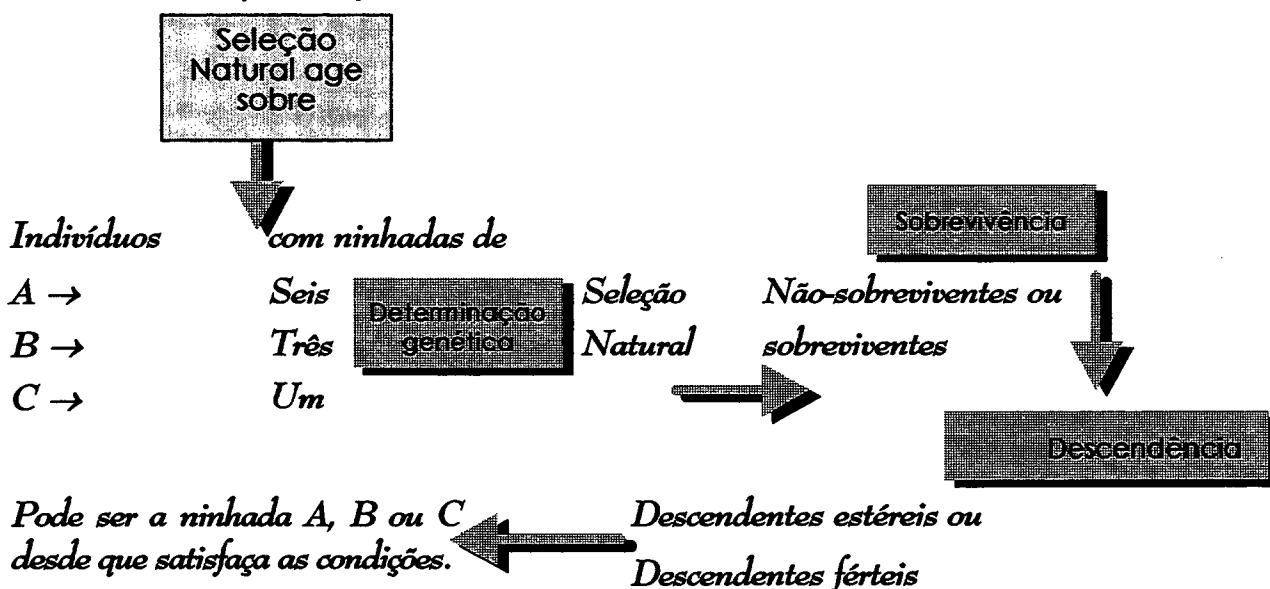 Seleção
Natural age
sobre
Indivíduos com ninhadas de
Sobrevivência
A → Seis
B → Três
C → Um
Determinação
genética
Seleção
Natural
Não-sobreviventes ou
sobreviventes
Descendência
Pode ser a ninhada A, B ou C
desde que satisfaça as condições.
Descendentes estéreis ou
Descendentes férteis